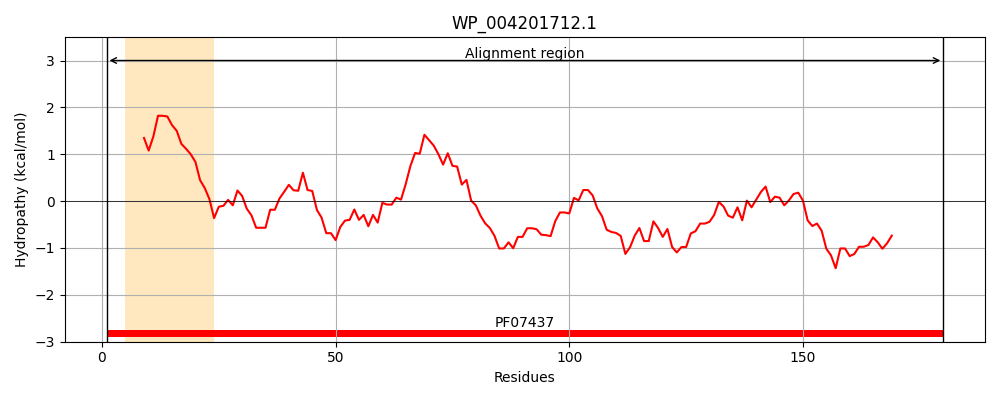 WP_004201712.1
Hydropathy (kcal/mol)
3
2
1
0
−1
−2
−3
Alignment region
PF07437
0
50
100
150
Residues